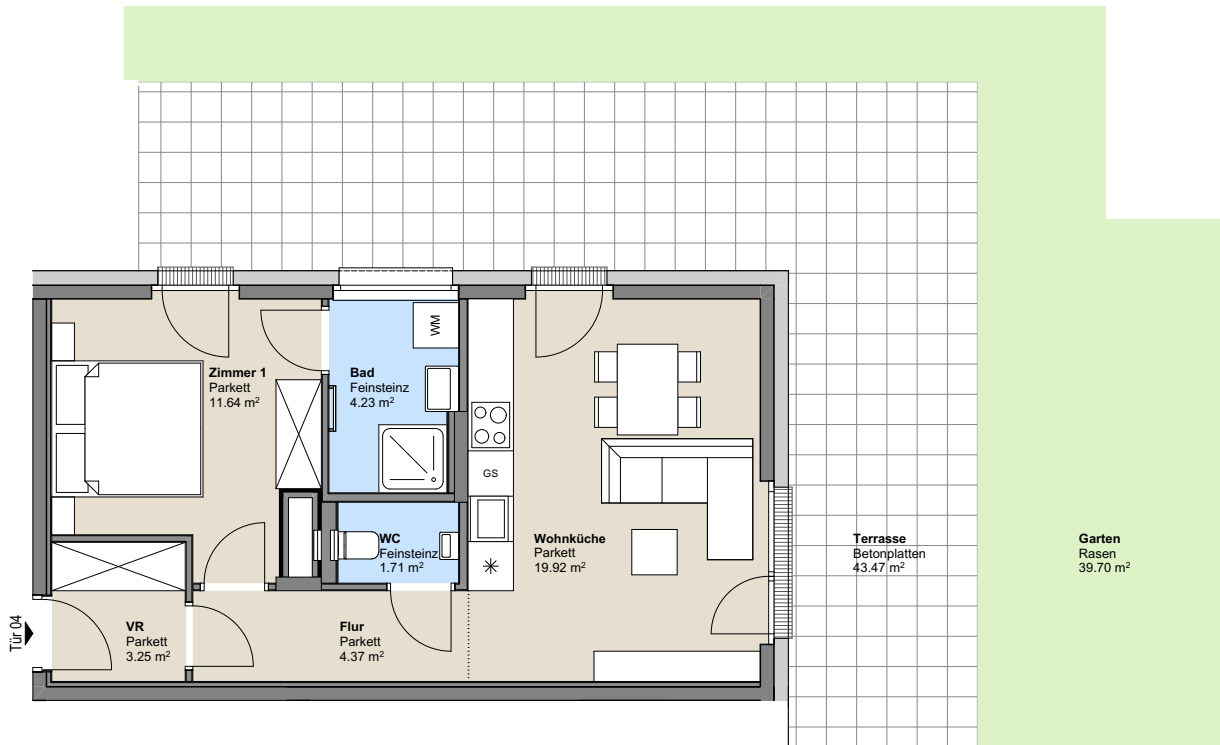 WM
Zimmer 1
Parkett
11.64 m²
Bad
Feinsteinz
4.23 m²
GS
WC
Feinsteinz
1.71 m²
Wohnküche
Parkett
19.92 m²
Terrasse
Betonplatten
43.47 m²
Garten
Rasen
39.70 m²
Tür 04
VR
Parkett
3.25 m²
Flur
Parkett
4.37 m²